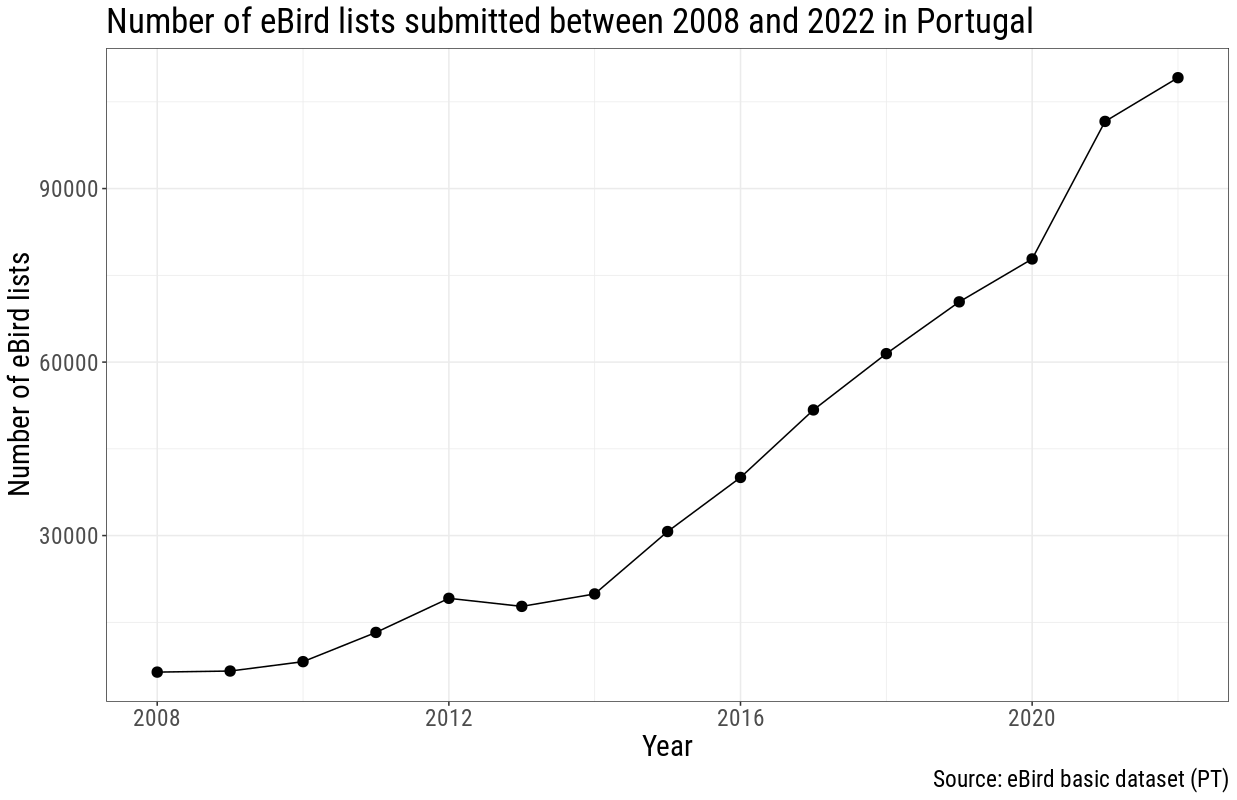 Number of eBird lists submitted between 2008 and 2022 in Portugal
90000
60000
30000
Number of eBird lists
2008 2012 2016 2020
Year
Source: eBird basic dataset (PT)